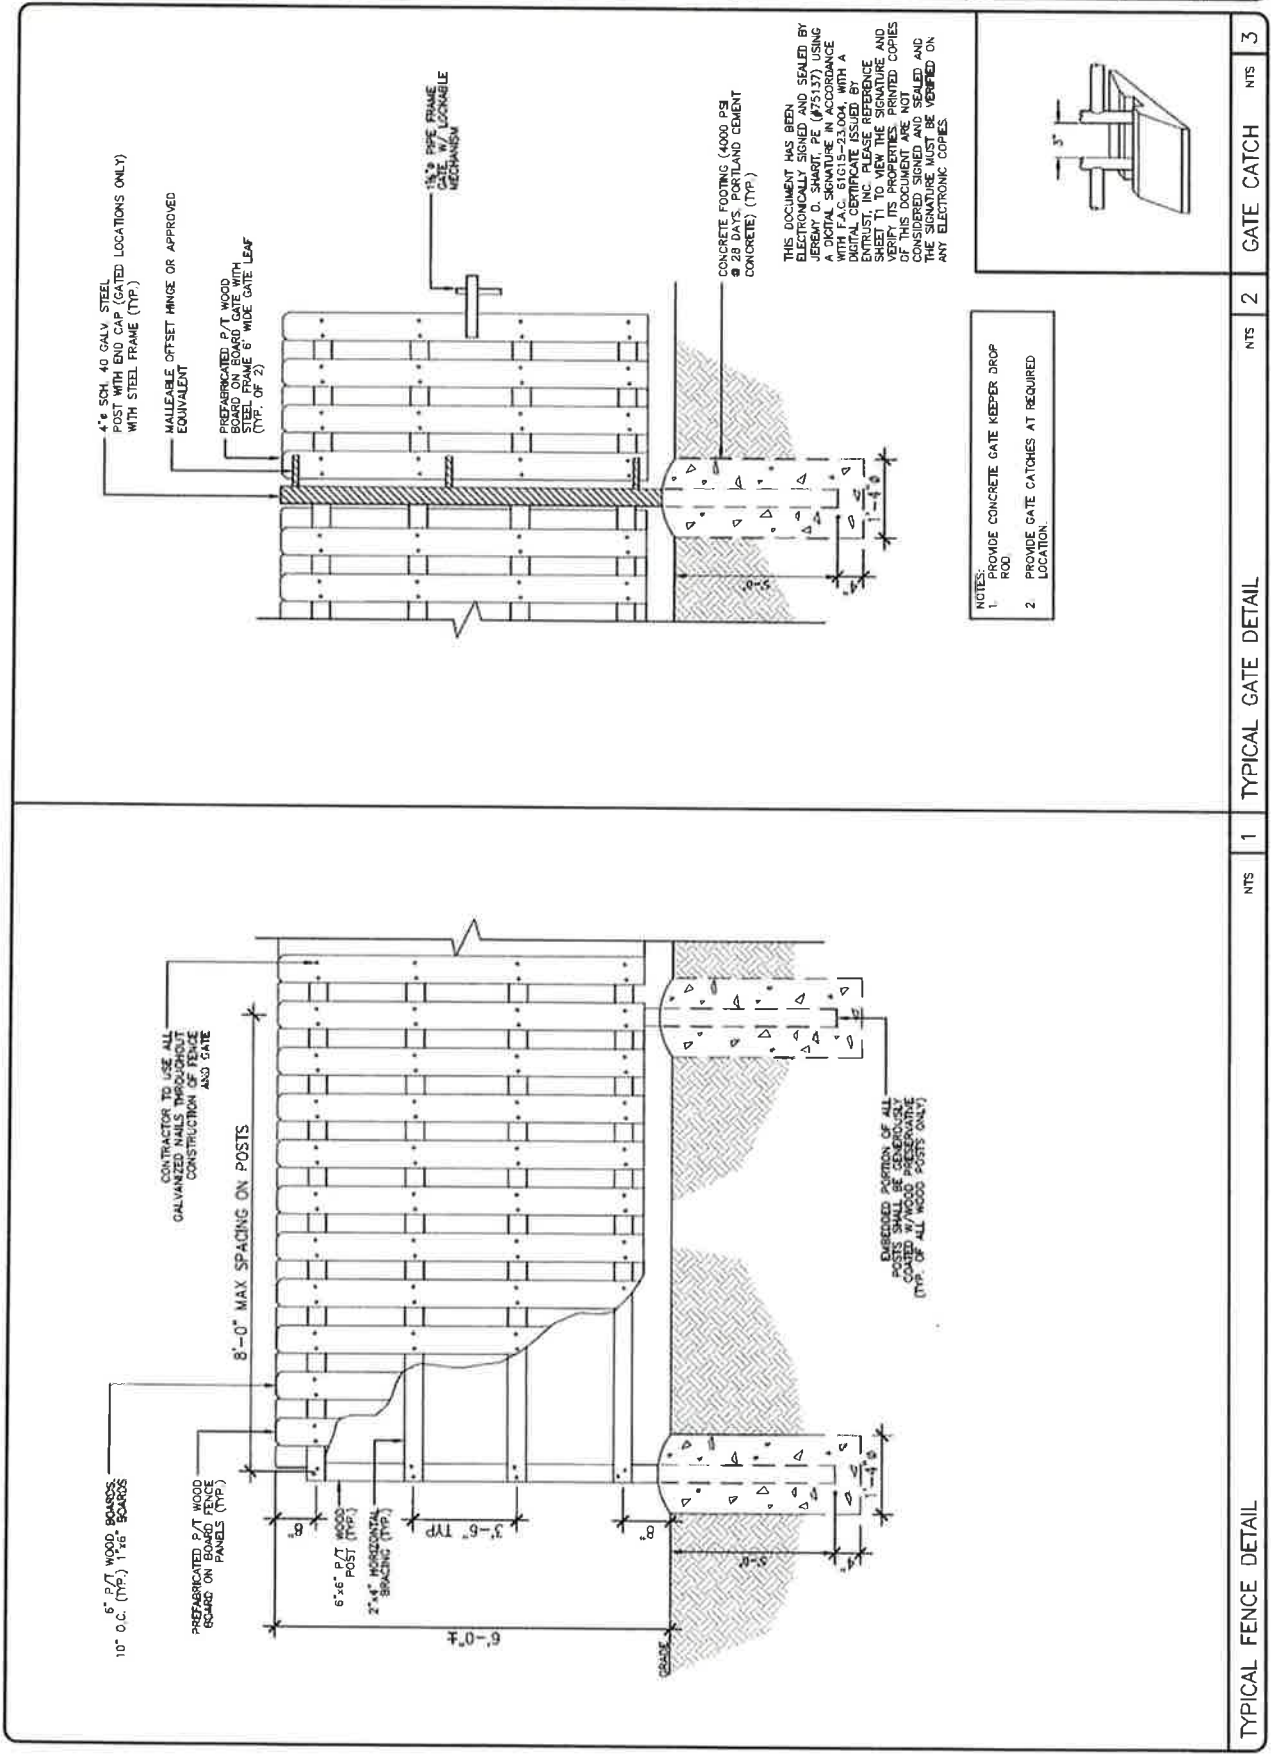 6" P/T WOOD BOARDS,
10" O.C. (TYP.) 1"x6" BOARDS
PREFABRICATED P/T WOOD
BOARD ON BOARD FENCE
PANELS (TYP.)
CONTRACTOR TO USE ALL
GALVANIZED NAILS THROUGHOUT
CONSTRUCTION OF FENCE
AND GATE
8'-0" MAX SPACING ON POSTS
8"
6"x6" P/T WOOD
POST (TYP.)
2"x4" HORIZONTAL
BRACING (TYP.)
3'-6" TYP
8"
6'-0"±
GRADE
4"
1'-4"ø
EMBEDDED PORTION OF ALL
POSTS SHALL BE GENEROUSLY
COATED W/WOOD PRESERVATIVE
(TYP. OF ALL WOOD POSTS ONLY)
TYPICAL FENCE DETAIL
NTS
1
4"ø SCH. 40 GALV. STEEL
POST WITH END CAP (GATED LOCATIONS ONLY)
WITH STEEL FRAME (TYP.)
MALLEABLE OFFSET HINGE OR APPROVED
EQUIVALENT
PREFABRICATED P/T WOOD
BOARD ON BOARD GATE WITH
STEEL FRAME 6' WIDE GATE LEAF
(TYP. OF 2)
PIPE FRAME
GATE W/ LOCKABLE
MECHANISM
4"
1'-4"ø
CONCRETE FOOTING (4000 PSI
@ 28 DAYS, PORTLAND CEMENT
CONCRETE) (TYP.)
THIS DOCUMENT HAS BEEN
ELECTRONICALLY SIGNED AND SEALED BY
JEREMY D. SHARIT, PE (#75137) USING
A DIGITAL SIGNATURE IN ACCORDANCE
WITH F.A.C. 61G15-23.004, WITH A
DIGITAL CERTIFICATE ISSUED BY
ENTRUST, INC. PLEASE REFERENCE
SHEET T1 TO VIEW THE SIGNATURE AND
VERIFY ITS PROPERTIES. PRINTED COPIES
OF THIS DOCUMENT ARE NOT
CONSIDERED SIGNED AND SEALED AND
THE SIGNATURE MUST BE VERIFIED ON
ANY ELECTRONIC COPIES.
NOTES:
1. PROVIDE CONCRETE GATE KEEPER DROP
ROD.
2 PROVIDE GATE CATCHES AT REQUIRED
LOCATION.
TYPICAL GATE DETAIL
NTS
2
3"
GATE CATCH
NTS
3